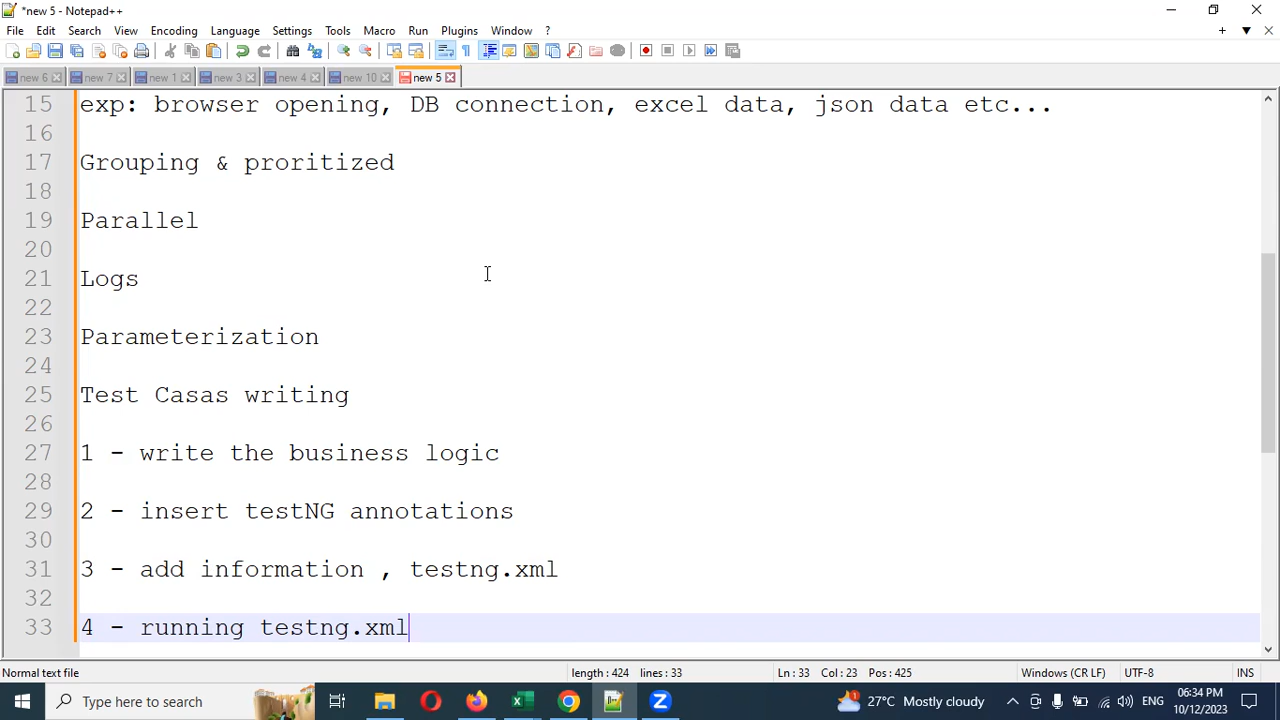 *new 5 - Notepad++
File Edit Search View Encoding Language Settings Tools Macro Run Plugins Window ?
new 6 new 7 new 1 new 3 new 4 new 10 new 5
15 exp: browser opening, DB connection, excel data, json data etc...
16
17 Grouping & proritized
18
19 Parallel
20
21 Logs
22
23 Parameterization
24
25 Test Casas writing
26
27 1 - write the business logic
28
29 2 - insert testNG annotations
30
31 3 - add information , testng.xml
32
33 4 - running testng.xml
Normal text file length : 424 lines : 33 Ln : 33 Col : 23 Pos : 425 Windows (CR LF) UTF-8 INS
Type here to search 27°C Mostly cloudy ENG 06:34 PM
10/12/2023